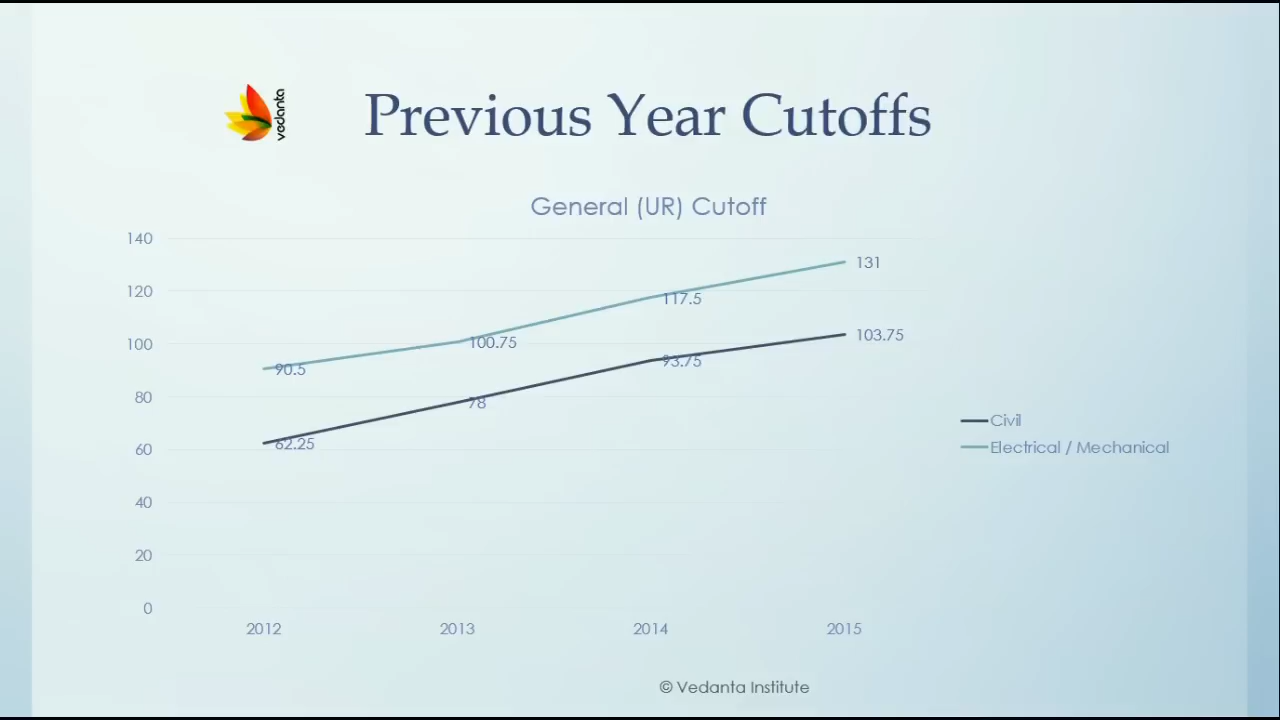 vedanta
Previous Year Cutoffs
General (UR) Cutoff
140
120
100
80
60
40
20
0
131
117.5
100.75
90.5
103.75
93.75
78
62.25
2012 2013 2014 2015
Civil
Electrical / Mechanical
© Vedanta Institute